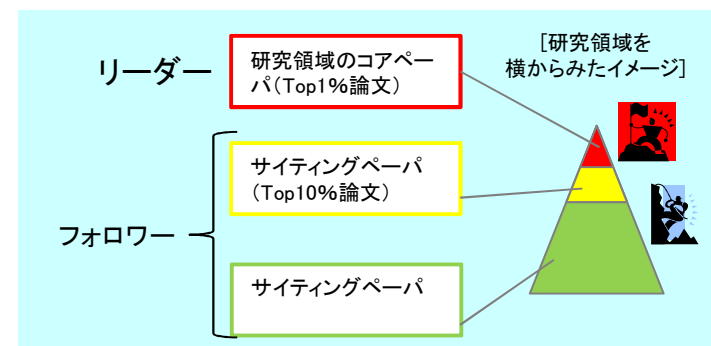 リーダー
研究領域のコアペー
パ(Top1%論文)
[研究領域を
横からみたイメージ]
サイティングペーパ
(Top10%論文)
フォロワー
サイティングペーパ